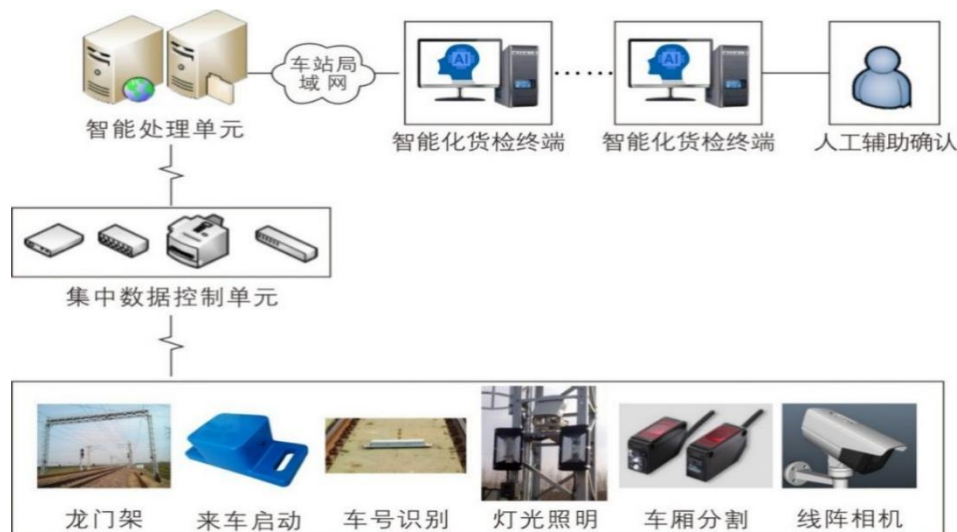 车站局
域网
AI
AI
智能处理单元
智能化货检终端
智能化货检终端
人工辅助确认
集中数据控制单元
龙门架
来车启动
车号识别
灯光照明
车厢分割
线阵相机